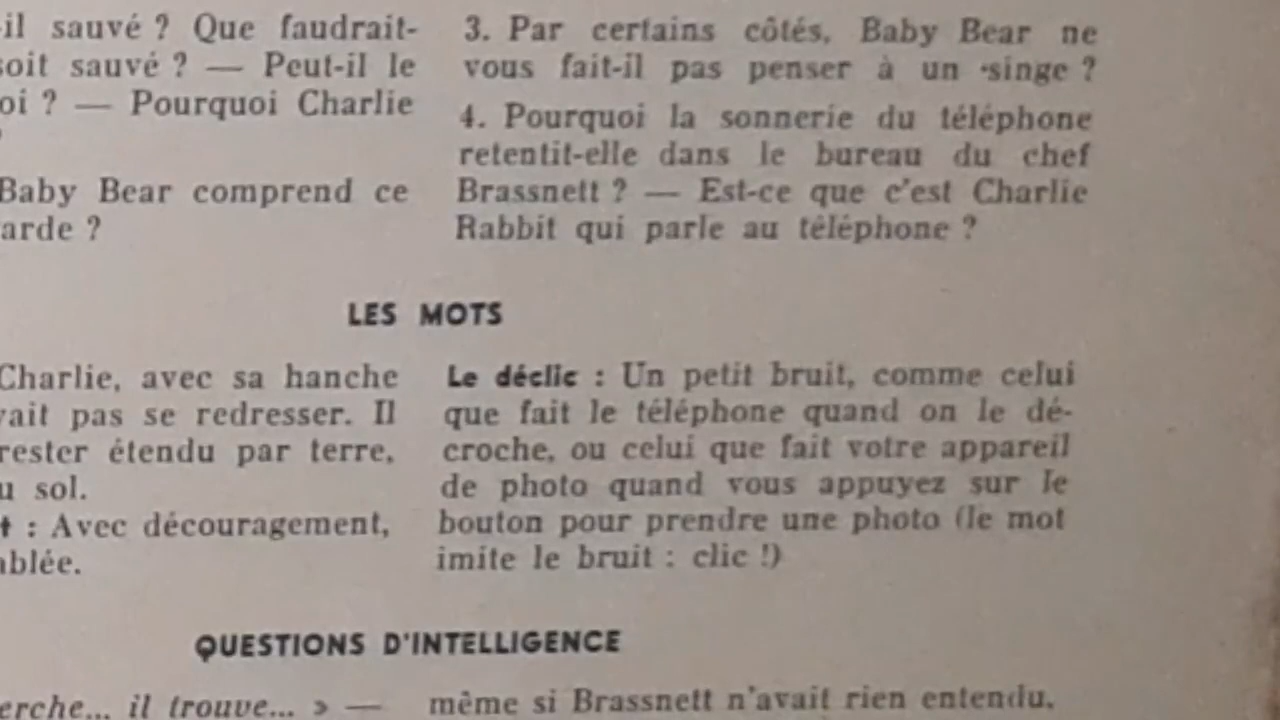 -il sauvé ? Que faudrait-
soit sauvé ? — Peut-il le
oi ? — Pourquoi Charlie
?
Baby Bear comprend ce
arde ?
3. Par certains côtés, Baby Bear ne
vous fait-il pas penser à un singe ?
4. Pourquoi la sonnerie du téléphone
retentit-elle dans le bureau du chef
Brassnett ? — Est-ce que c'est Charlie
Rabbit qui parle au téléphone ?
LES MOTS
Charlie, avec sa hanche
vait pas se redresser. Il
rester étendu par terre,
u sol.
t : Avec découragement,
ablée.
Le déclic : Un petit bruit, comme celui
que fait le téléphone quand on le dé-
croche, ou celui que fait votre appareil
de photo quand vous appuyez sur le
bouton pour prendre une photo (le mot
imite le bruit : clic !)
QUESTIONS D'INTELLIGENCE
erche... il trouve... » —
même si Brassnett n'avait rien entendu,